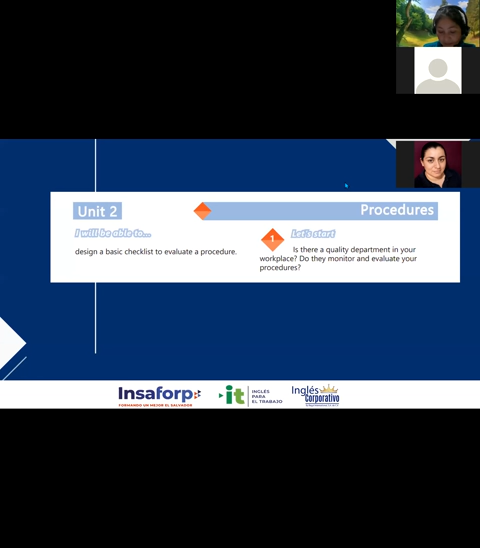 Unit 2
Procedures
I will be able to...
design a basic checklist to evaluate a procedure.
1
Let's start
Is there a quality department in your
workplace? Do they monitor and evaluate your
procedures?
Insaforp
FORMANDO UN MEJOR EL SALVADOR
it
INGLÉS
PARA
EL TRABAJO
Inglés
Corporativo